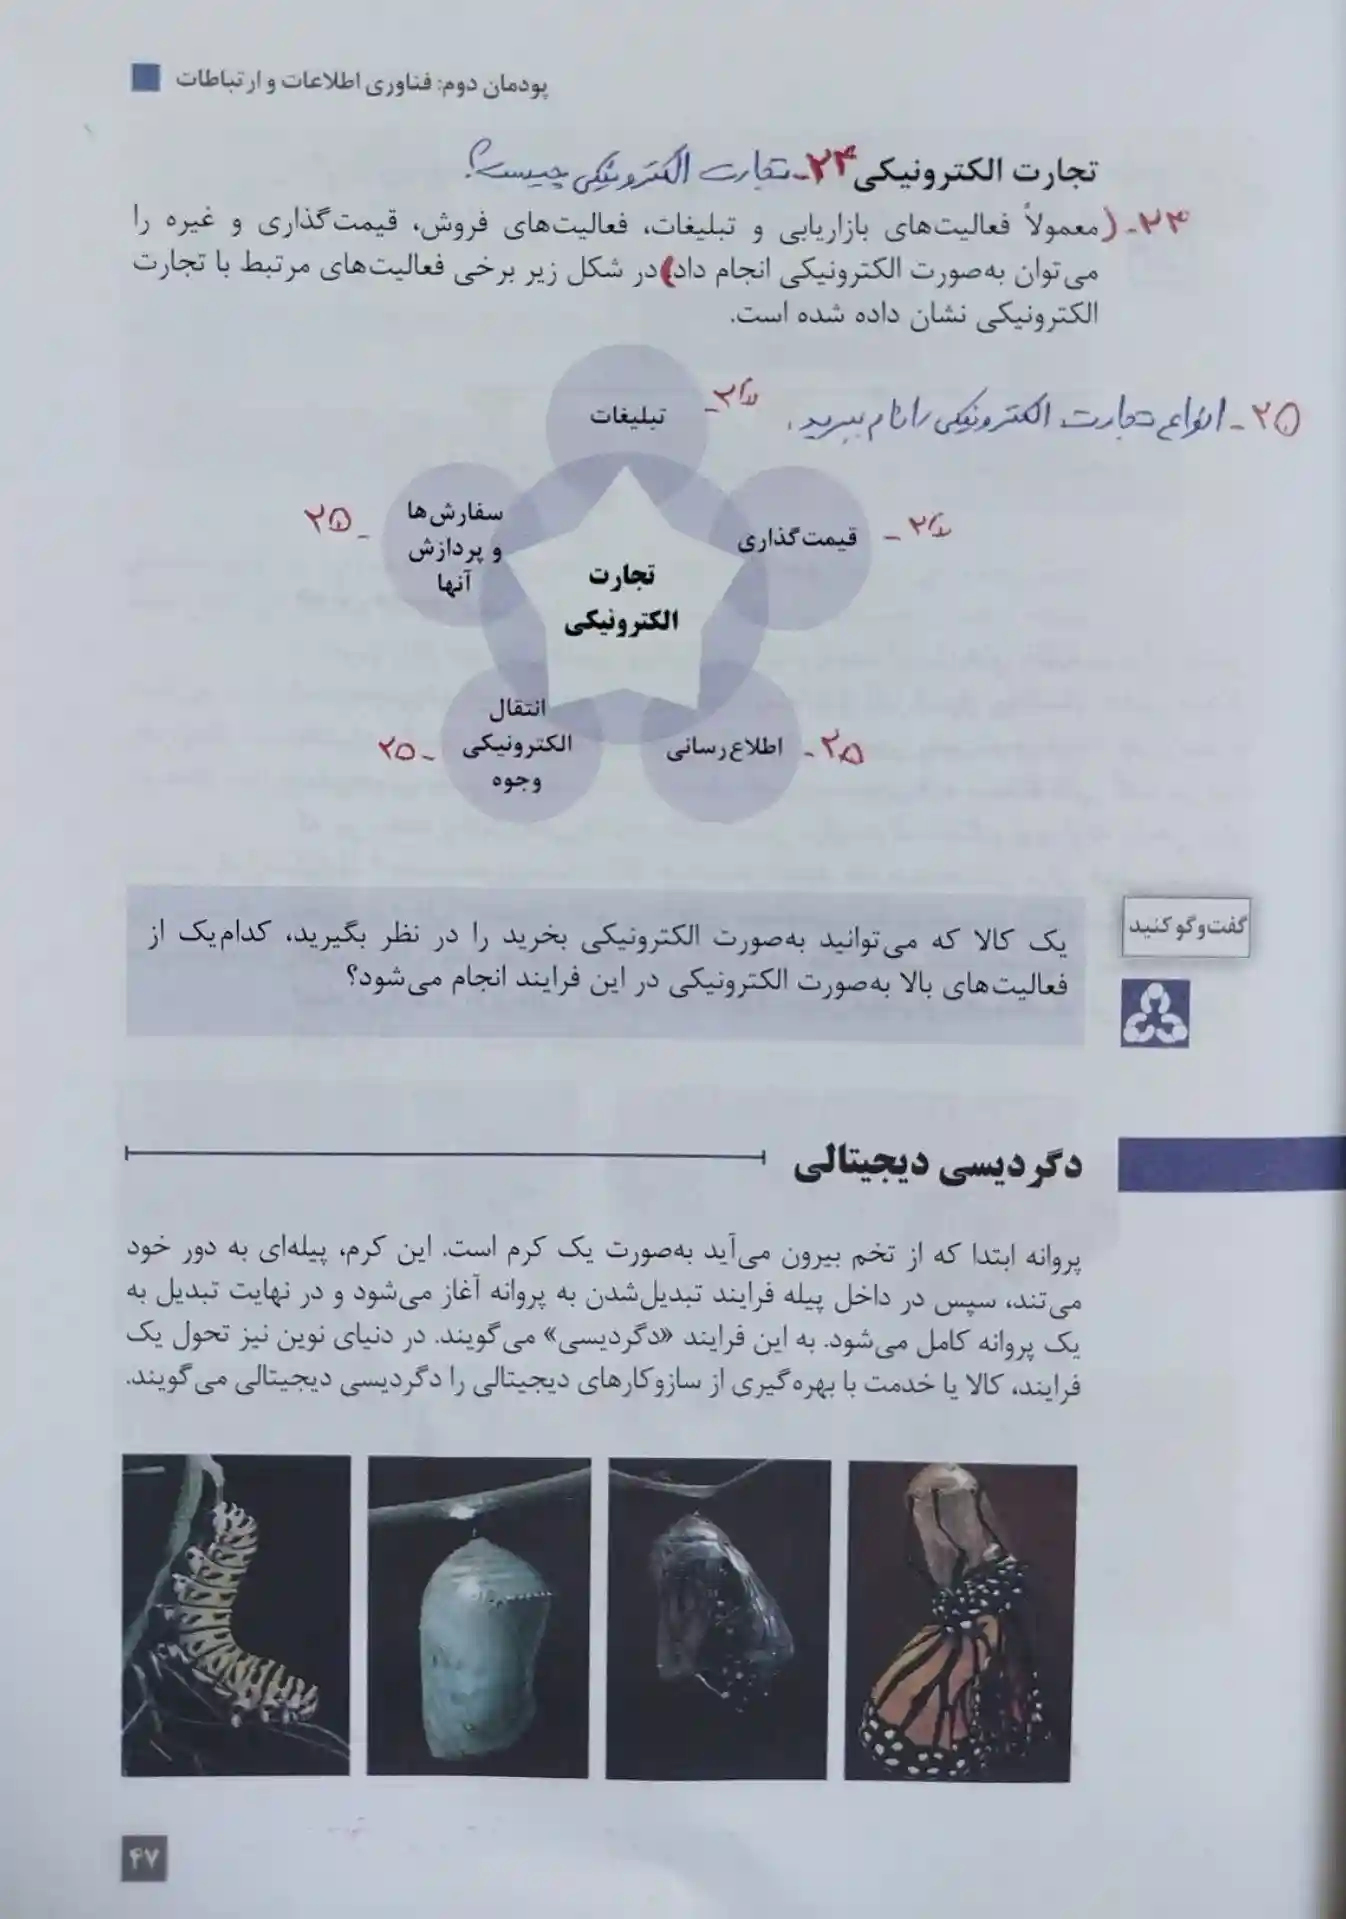 پودمان دوم: فناوری اطلاعات و ارتباطات
تجارت الکترونیکی ۲۴- تجارت الکترونیکی چیست؟
۲۴- (معمولاً فعالیت‌های بازاریابی و تبلیغات، فعالیت‌های فروش، قیمت‌گذاری و غیره را
می‌توان به‌صورت الکترونیکی انجام داد) در شکل زیر برخی فعالیت‌های مرتبط با تجارت
الکترونیکی نشان داده شده است.
۲۵- انواع تجارت الکترونیکی را نام ببرید.
تبلیغات -۲۵
قیمت‌گذاری -۲۵
سفارش‌ها
و پردازش
آنها
-۲۵
تجارت
الکترونیکی
اطلاع‌رسانی -۲۵
انتقال
الکترونیکی
وجوه
-۲۵
گفت‌وگو کنید
یک کالا که می‌توانید به‌صورت الکترونیکی بخرید را در نظر بگیرید، کدام‌یک از
فعالیت‌های بالا به‌صورت الکترونیکی در این فرایند انجام می‌شود؟
دگردیسی دیجیتالی
پروانه ابتدا که از تخم بیرون می‌آید به‌صورت یک کرم است. این کرم، پیله‌ای به دور خود
می‌تند، سپس در داخل پیله فرایند تبدیل‌شدن به پروانه آغاز می‌شود و در نهایت تبدیل به
یک پروانه کامل می‌شود. به این فرایند «دگردیسی» می‌گویند. در دنیای نوین نیز تحول یک
فرایند، کالا یا خدمت با بهره‌گیری از سازوکارهای دیجیتالی را دگردیسی دیجیتالی می‌گویند.
۴۷